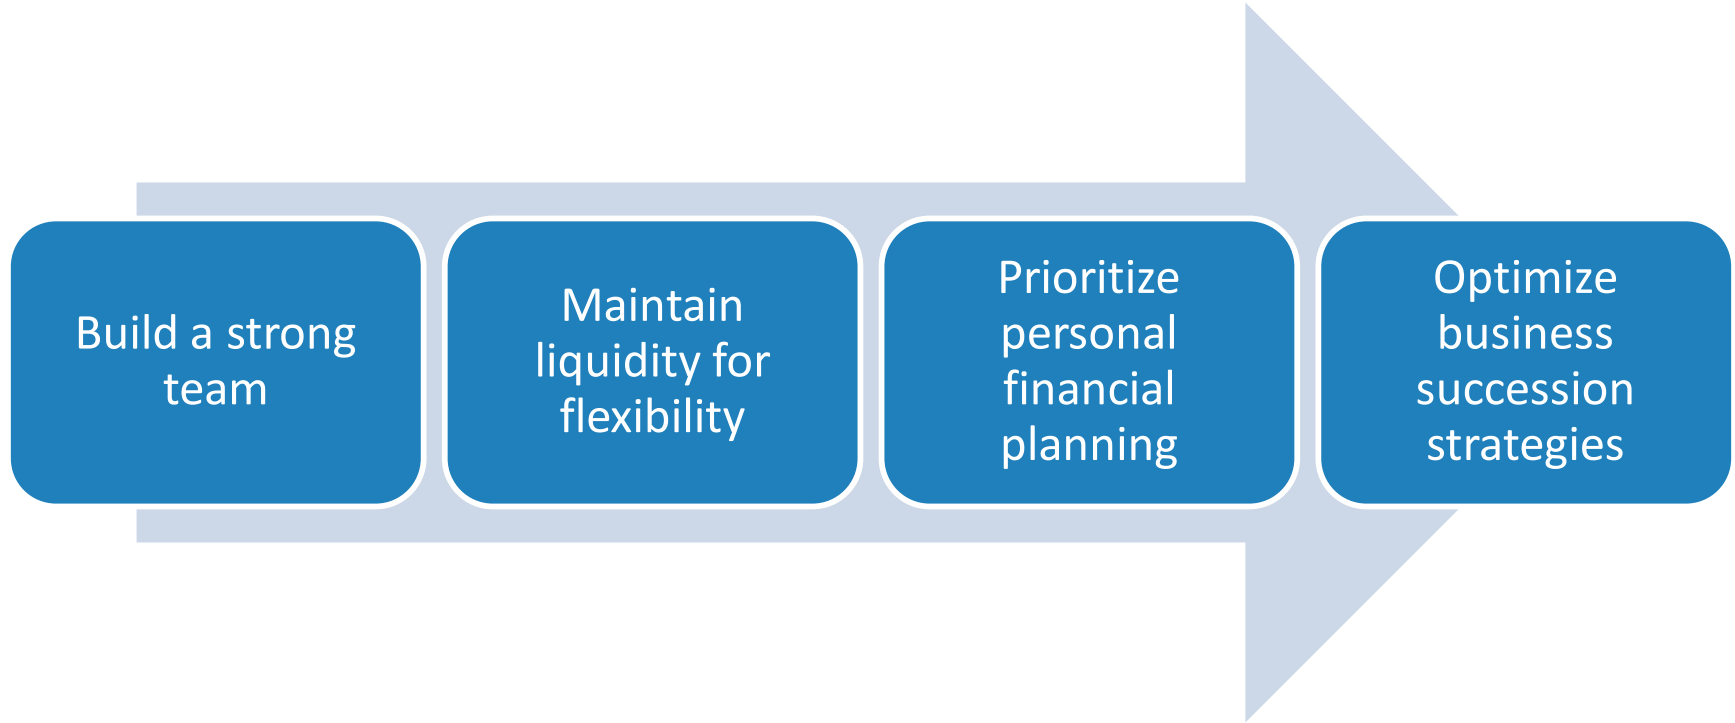 Build a strong
team
Maintain
liquidity for
flexibility
Prioritize
personal
financial
planning
Optimize
business
succession
strategies